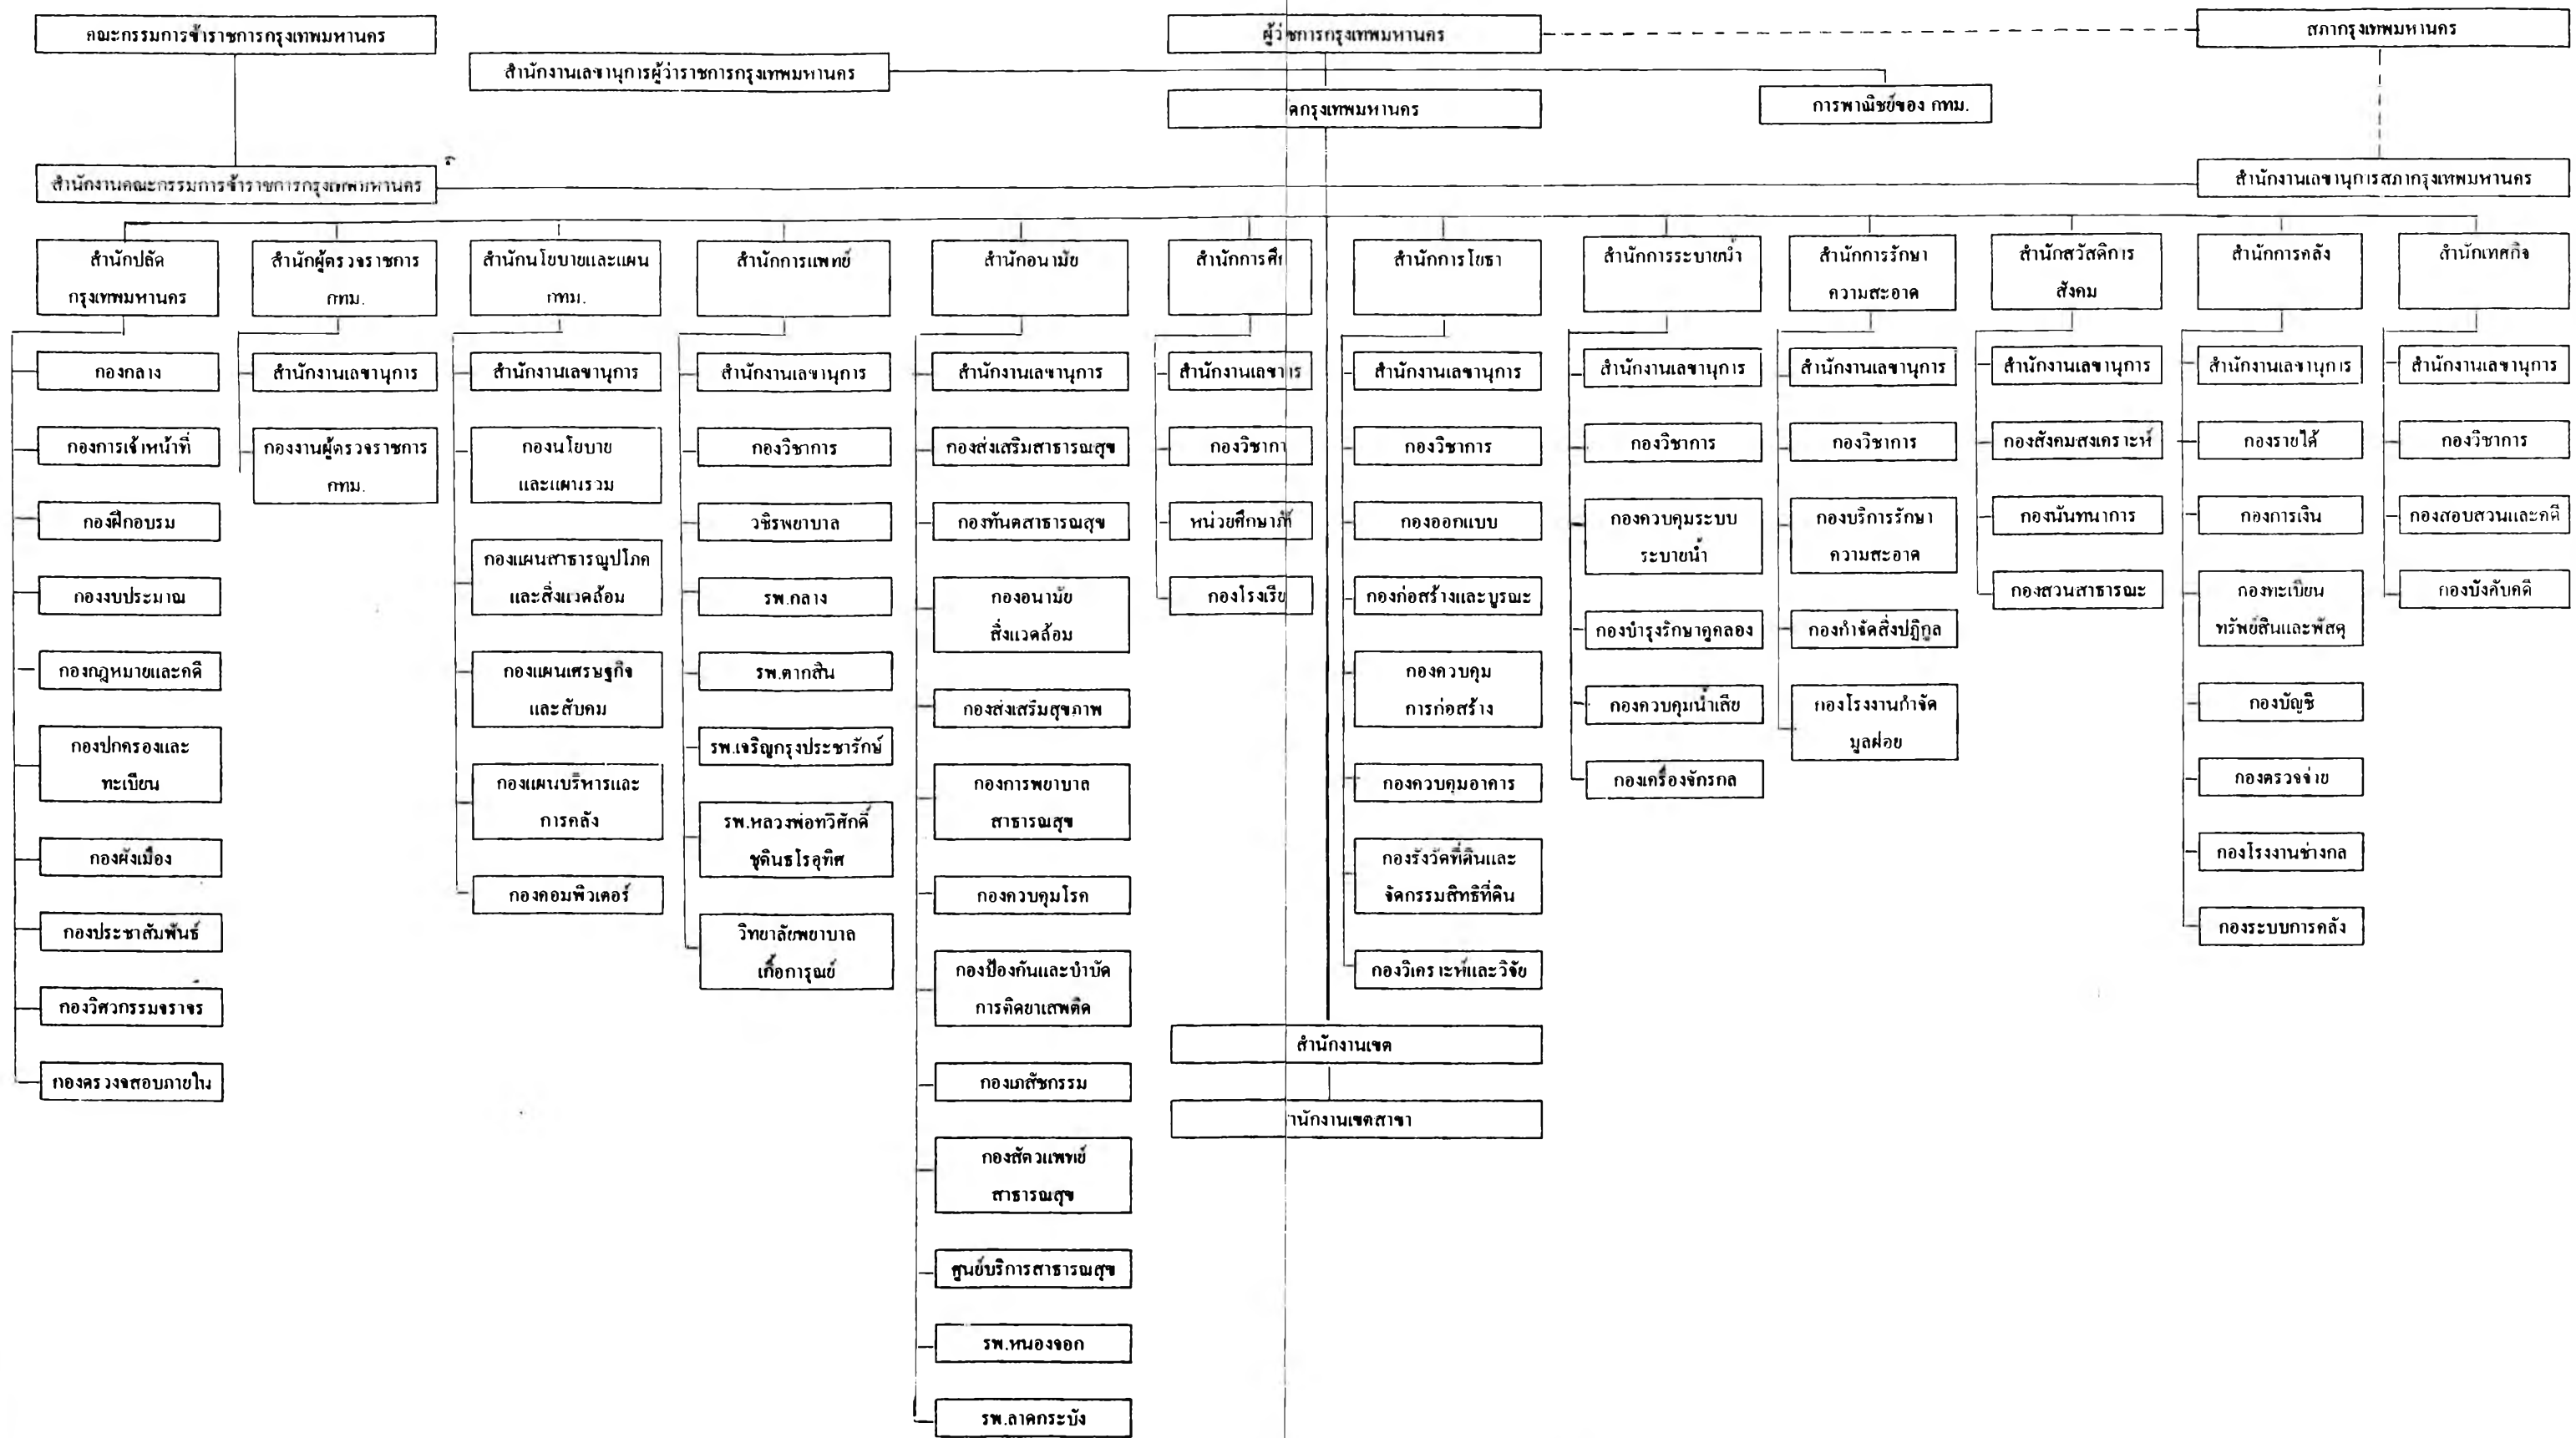 คณะกรรมการข้าราชการกรุงเทพมหานคร
ผู้ว่าชการกรุงเทพมหานคร
สภากรุงเทพมหานคร
สำนักงานเลขานุการผู้ว่าราชการกรุงเทพมหานคร
ดกรุงเทพมหานคร
การพาณิชย์ของ กทม.
สำนักงานคณะกรรมการข้าราชการกรุงเทพมหานคร
สำนักงานเลขานุการสภากรุงเทพมหานคร
สำนักปลัด
กรุงเทพมหานคร
กองกลาง
กองการเจ้าหน้าที่
กองฝึกอบรม
กองงบประมาณ
กองกฎหมายและคดี
กองปกครองและ
ทะเบียน
กองผังเมือง
กองประชาสัมพันธ์
กองวิศวกรรมจราจร
กองตรวจสอบภายใน
สำนักผู้ตรวจราชการ
กทม.
สำนักงานเลขานุการ
กองงานผู้ตรวจราชการ
กทม.
สำนักนโยบายและแผน
กทม.
สำนักงานเลขานุการ
กองนโยบาย
และแผนรวม
กองแผนสาธารณูปโภค
และสิ่งแวดล้อม
กองแผนเศรษฐกิจ
และสับคม
กองแผนบริหารและ
การคลัง
กองคอมพิวเตอร์
สำนักการแพทย์
สำนักงานเลขานุการ
กองวิชาการ
วชิรพยาบาล
รพ.กลาง
รพ.ตากสิน
รพ.เจริญกรุงประชารักษ์
รพ.หลวงพ่อทวีศักดิ์
ชุตินธโรอุทิศ
วิทยาลัยพยาบาล
เกื้อการุณย์
สำนักอนามัย
สำนักงานเลขานุการ
กองส่งเสริมสาธารณสุข
กองทันตสาธารณสุข
กองอนามัย
สิ่งแวดล้อม
กองส่งเสริมสุขภาพ
กองการพยาบาล
สาธารณสุข
กองควบคุมโรค
กองป้องกันและบำบัด
การติดยาเสพติด
กองเภสัชกรรม
กองสัตวแพทย์
สาธารณสุข
ศูนย์บริการสาธารณสุข
รพ.หนองจอก
รพ.ลาดกระบัง
สำนักการศึ
สำนักงานเลขาการ
กองวิชากา
หน่วยศึกษาภ์
กองโรงเรีย
สำนักการโยธา
สำนักงานเลขานุการ
กองวิชาการ
กองออกแบบ
กองก่อสร้างและบูรณะ
กองควบคุม
การก่อสร้าง
กองควบคุมอาคาร
กองรังวัดที่ดินและ
จัดกรรมสิทธิที่ดิน
กองวิเคราะห์และวิจัย
สำนักงานเขต
านักงานเขตสาขา
สำนักการระบายน้ำ
สำนักงานเลขานุการ
กองวิชาการ
กองควบคุมระบบ
ระบายน้ำ
กองบำรุงรักษาคูคลอง
กองควบคุมน้ำเสีย
กองเครื่องจักรกล
สำนักการรักษา
ความสะอาด
สำนักงานเลขานุการ
กองวิชาการ
กองบริการรักษา
ความสะอาด
กองกำจัดสิ่งปฏิกูล
กองโรงงานกำจัด
มูลฝอย
สำนักสวัสดิการ
สังคม
สำนักงานเลขานุการ
กองสังคมสงเคราะห์
กองนันทนาการ
กองสวนสาธารณะ
สำนักการคลัง
สำนักงานเลขานุการ
กองรายได้
กองการเงิน
กองทะเบียน
ทรัพย์สินและพัสดุ
กองบัญชี
กองตรวจจ่าย
กองโรงงานช่างกล
กองระบบการคลัง
สำนักเทศกิจ
สำนักงานเลขานุการ
กองวิชาการ
กองสอบสวนและคดี
กองบังคับคดี